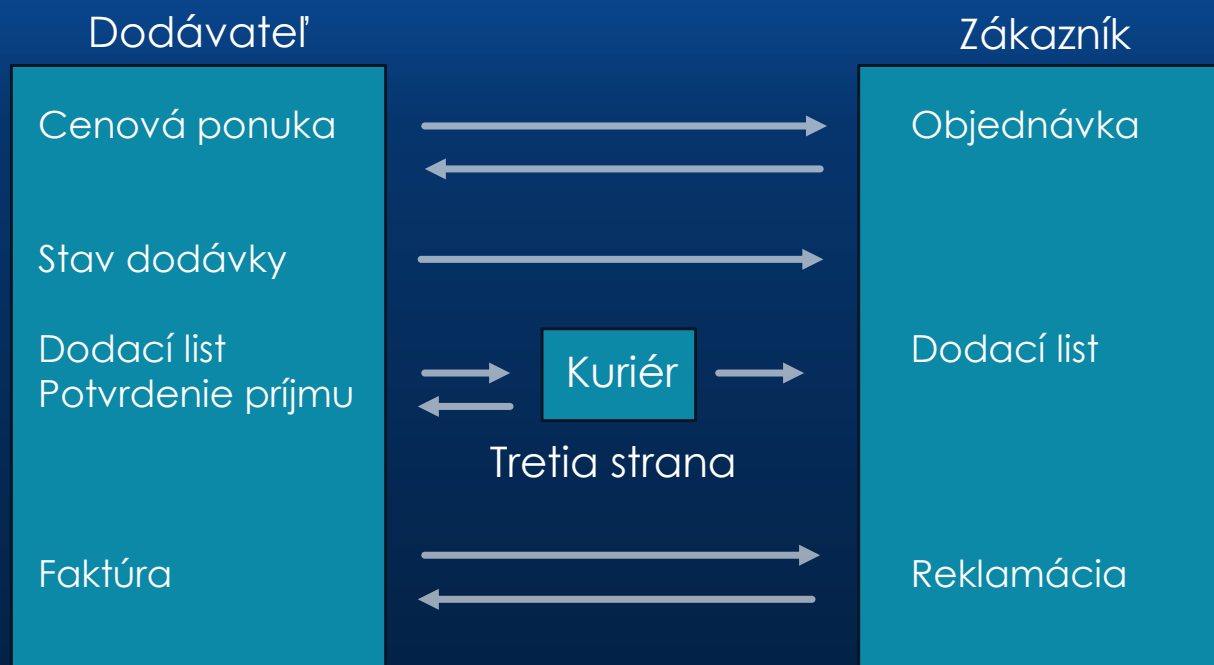 Dodávateľ
Zákazník
Cenová ponuka
Objednávka
Stav dodávky
Dodací list
Potvrdenie príjmu
Kuriér
Dodací list
Tretia strana
Faktúra
Reklamácia